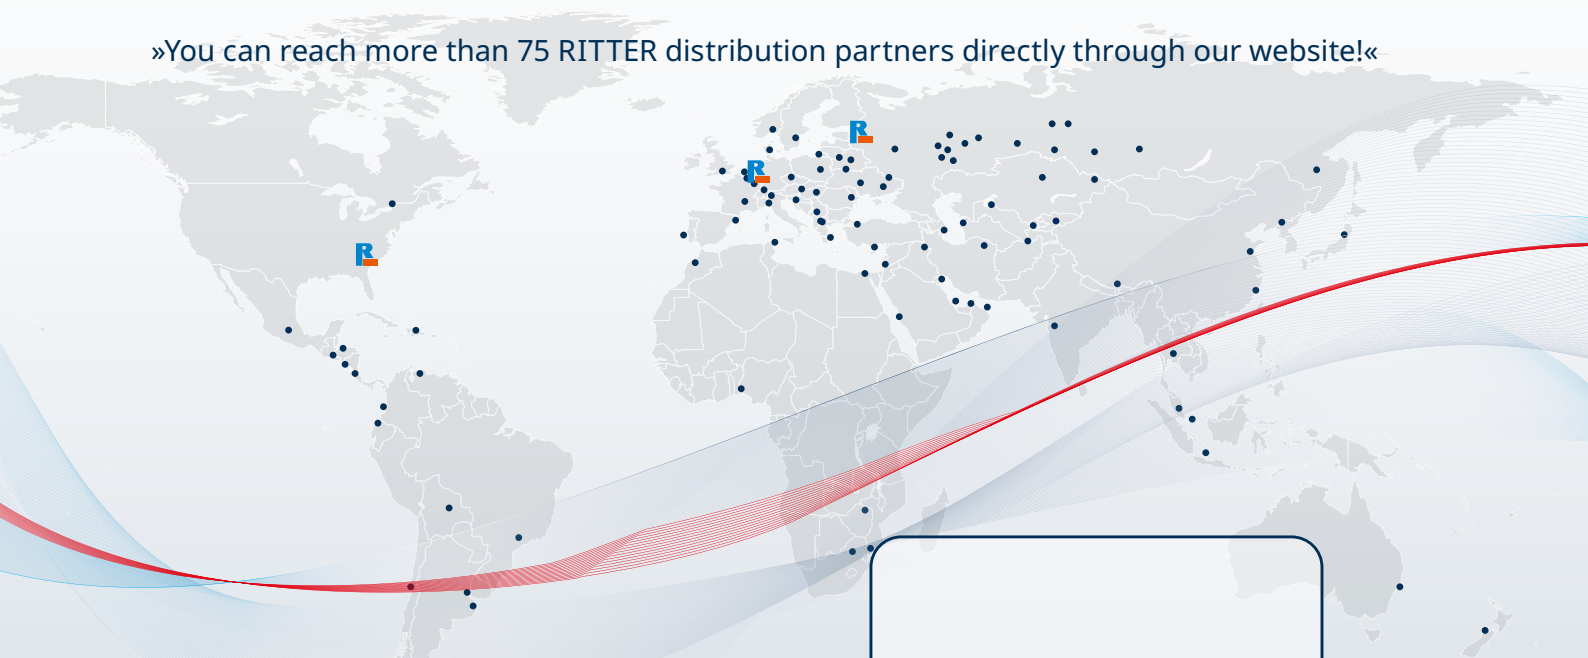 »You can reach more than 75 RITTER distribution partners directly through our website!«
R
R
R